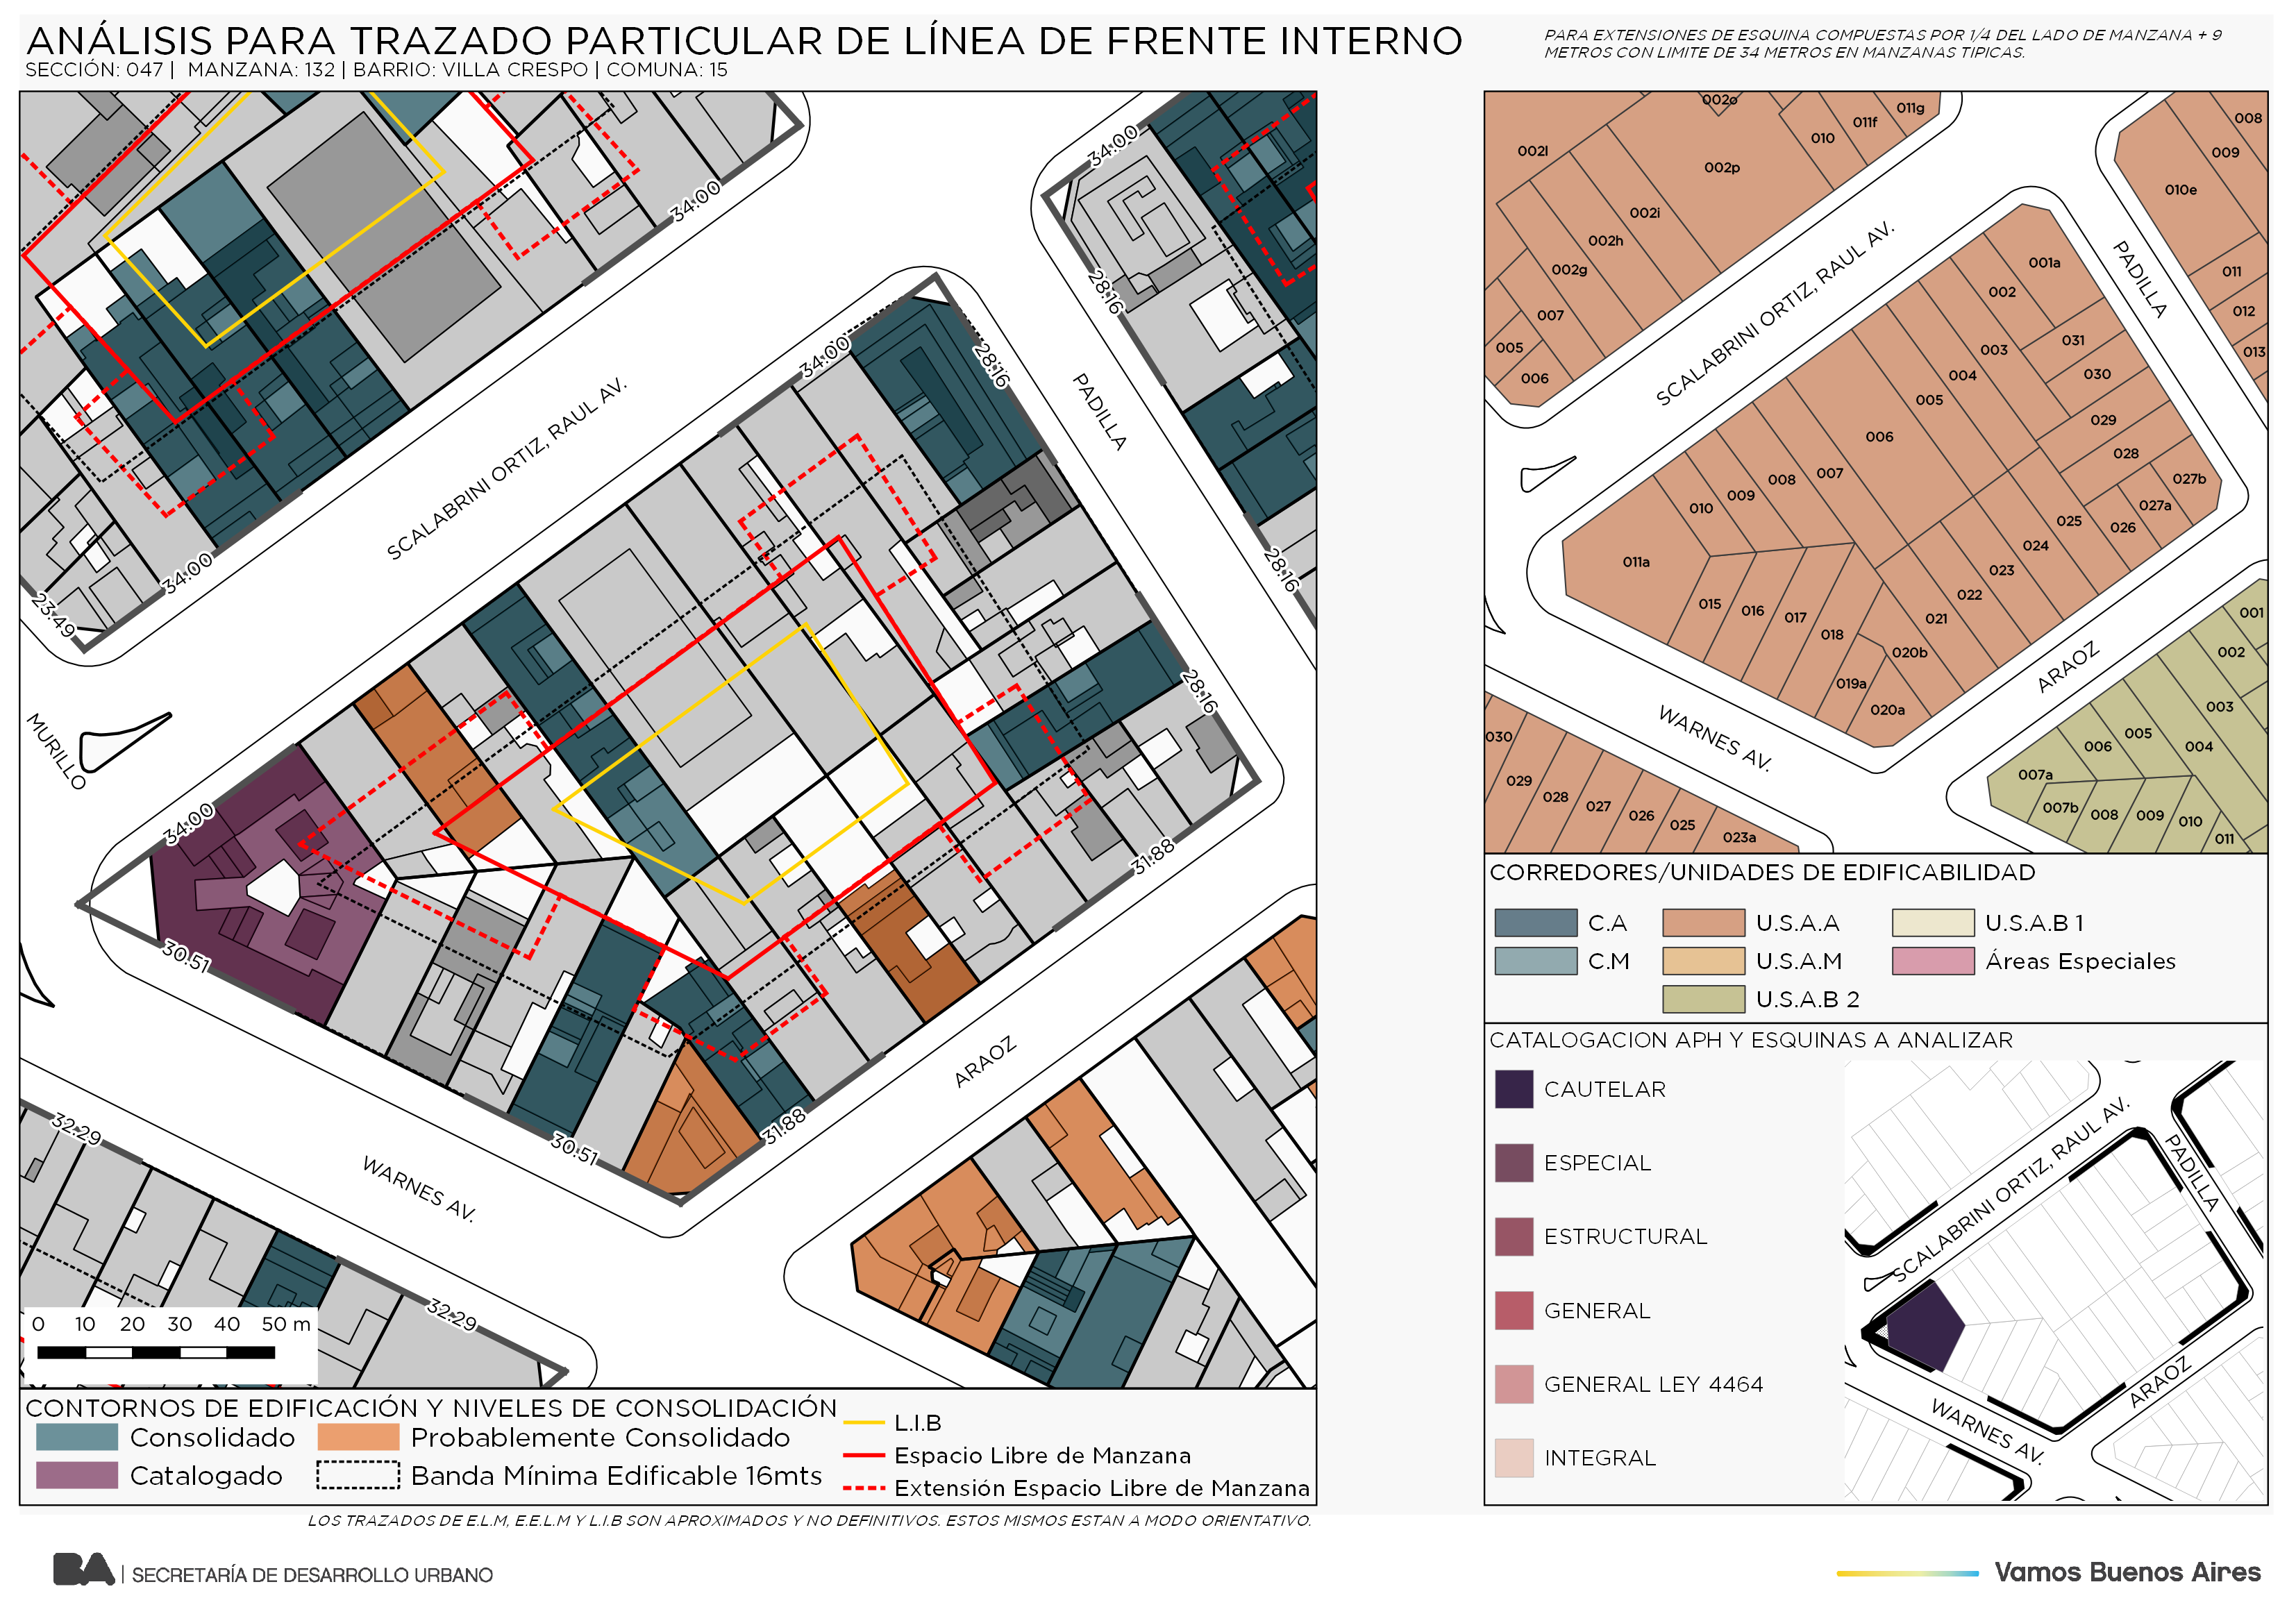 ANÁLISIS PARA TRAZADO PARTICULAR DE LÍNEA DE FRENTE INTERNO
SECCIÓN: 047 | MANZANA: 132 | BARRIO: VILLA CRESPO | COMUNA: 15
PARA EXTENSIONES DE ESQUINA COMPUESTAS POR 1/4 DEL LADO DE MANZANA + 9
METROS CON LIMITE DE 34 METROS EN MANZANAS TIPICAS.
34.00
34.00
28.16
34.00
28.16
34.00
23.49
28.16
28.16
34.00
30.51
31.88
31.88
30.51
32.29
32.29
SCALABRINI ORTIZ, RAUL AV.
PADILLA
MURILLO
WARNES AV.
ARAOZ
0 10 20 30 40 50 m
CONTORNOS DE EDIFICACIÓN Y NIVELES DE CONSOLIDACIÓN
Consolidado
Probablemente Consolidado
Catalogado
Banda Mínima Edificable 16mts
L.I.B
Espacio Libre de Manzana
Extensión Espacio Libre de Manzana
LOS TRAZADOS DE E.L.M, E.E.L.M Y L.I.B SON APROXIMADOS Y NO DEFINITIVOS. ESTOS MISMOS ESTAN A MODO ORIENTATIVO.
002o
011g
011f
010
002l
002p
002i
002h
002g
007
005
006
008
009
010e
011
012
013
SCALABRINI ORTIZ, RAUL AV.
PADILLA
001a
002
031
003
030
004
005
029
006
028
027b
007
008
027a
009
026
010
025
024
011a
023
022
015
016
017
021
018
020b
019a
020a
WARNES AV.
ARAOZ
001
002
003
005
004
006
007a
007b
008
009
010
011
030
029
028
027
026
025
023a
CORREDORES/UNIDADES DE EDIFICABILIDAD
C.A
U.S.A.A
U.S.A.B 1
C.M
U.S.A.M
Áreas Especiales
U.S.A.B 2
CATALOGACION APH Y ESQUINAS A ANALIZAR
CAUTELAR
ESPECIAL
ESTRUCTURAL
GENERAL
GENERAL LEY 4464
INTEGRAL
SCALABRINI ORTIZ, RAUL AV.
PADILLA
ARAOZ
WARNES AV.
BA | SECRETARÍA DE DESARROLLO URBANO
Vamos Buenos Aires